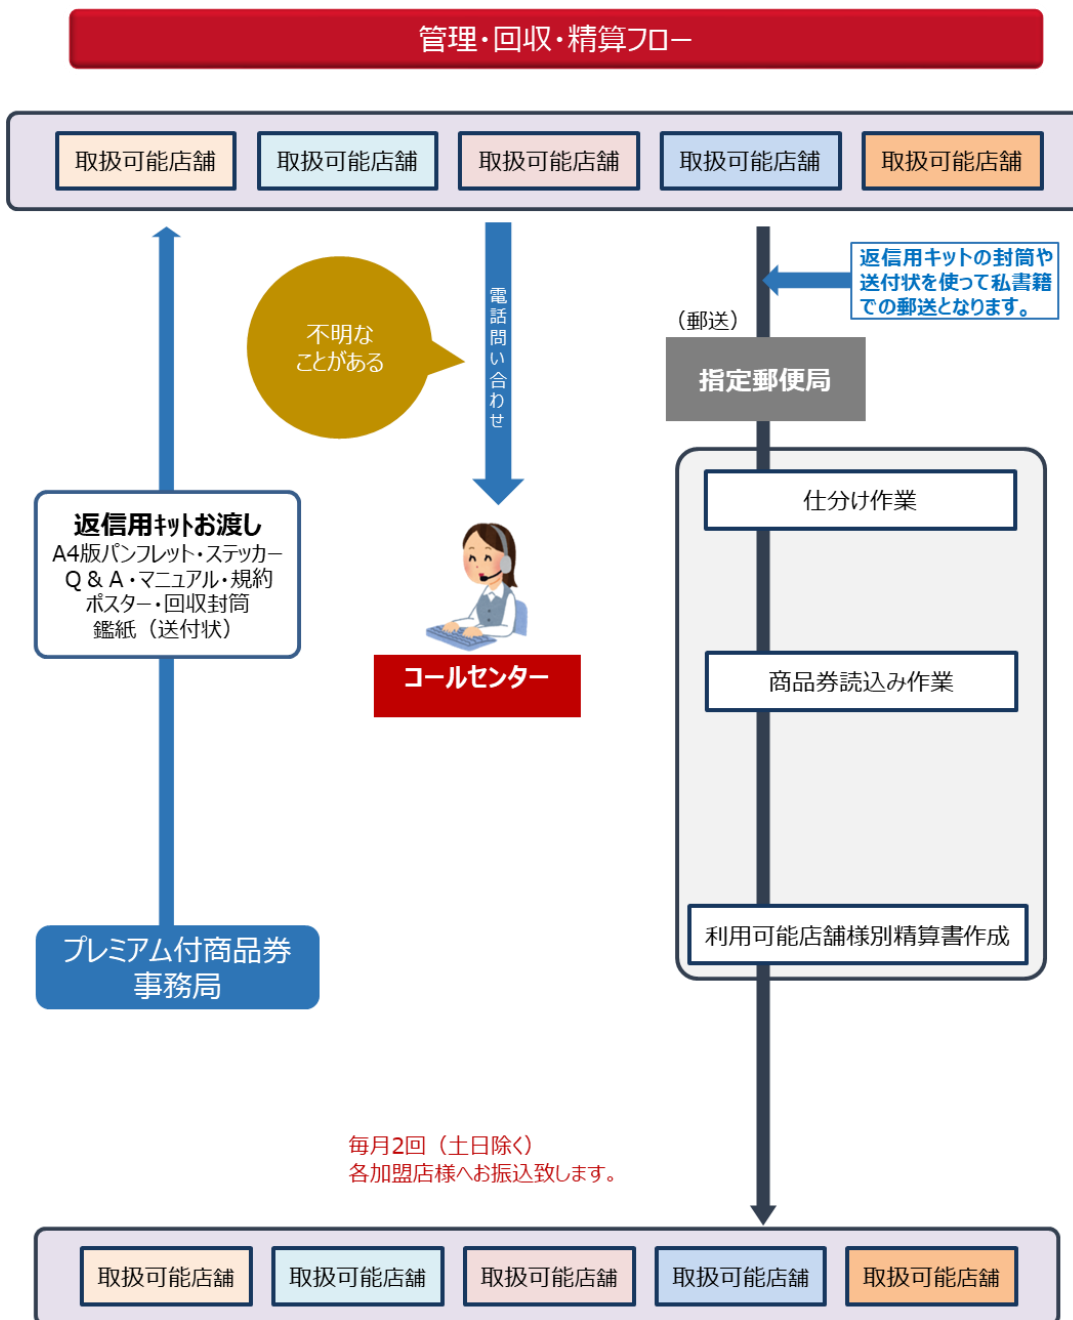 管理・回収・精算フロー
取扱可能店舗
取扱可能店舗
取扱可能店舗
取扱可能店舗
取扱可能店舗
返信用キットの封筒や
送付状を使って私書籍
での郵送となります。
電話問い合わせ
不明な
ことがある
（郵送）
指定郵便局
仕分け作業
返信用ｷｯﾄお渡し
A4版パンフレット・ステッカー
Q & A・マニュアル・規約
ポスター・回収封筒
鑑紙（送付状）
コールセンター
商品券読込み作業
利用可能店舗様別精算書作成
プレミアム付商品券
事務局
毎月2回（土日除く）
各加盟店様へお振込致します。
取扱可能店舗
取扱可能店舗
取扱可能店舗
取扱可能店舗
取扱可能店舗